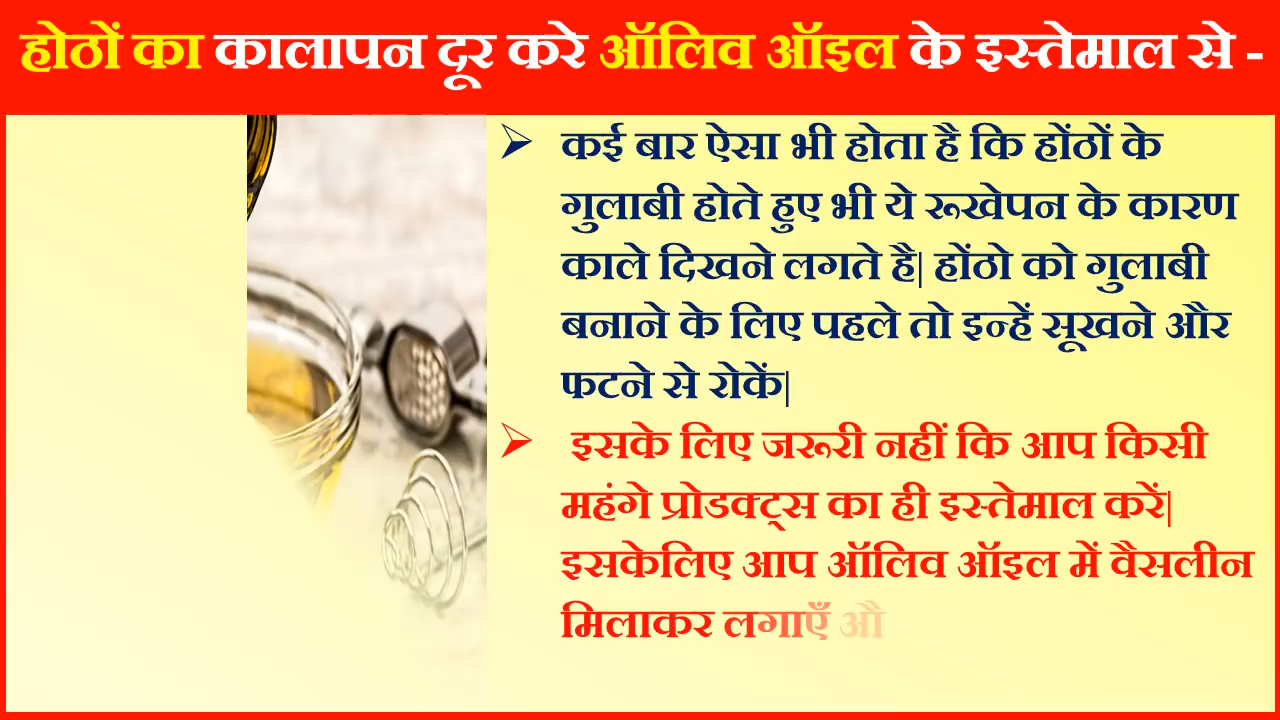 होठों का कालापन दूर करे ऑलिव ऑइल के इस्तेमाल से -
कई बार ऐसा भी होता है कि होंठों के
गुलाबी होते हुए भी ये रूखेपन के कारण
काले दिखने लगते है| होंठो को गुलाबी
बनाने के लिए पहले तो इन्हें सूखने और
फटने से रोकें|
इसके लिए जरूरी नहीं कि आप किसी
महंगे प्रोडक्ट्स का ही इस्तेमाल करें|
इसकेलिए आप ऑलिव ऑइल में वैसलीन
मिलाकर लगाएँ औ